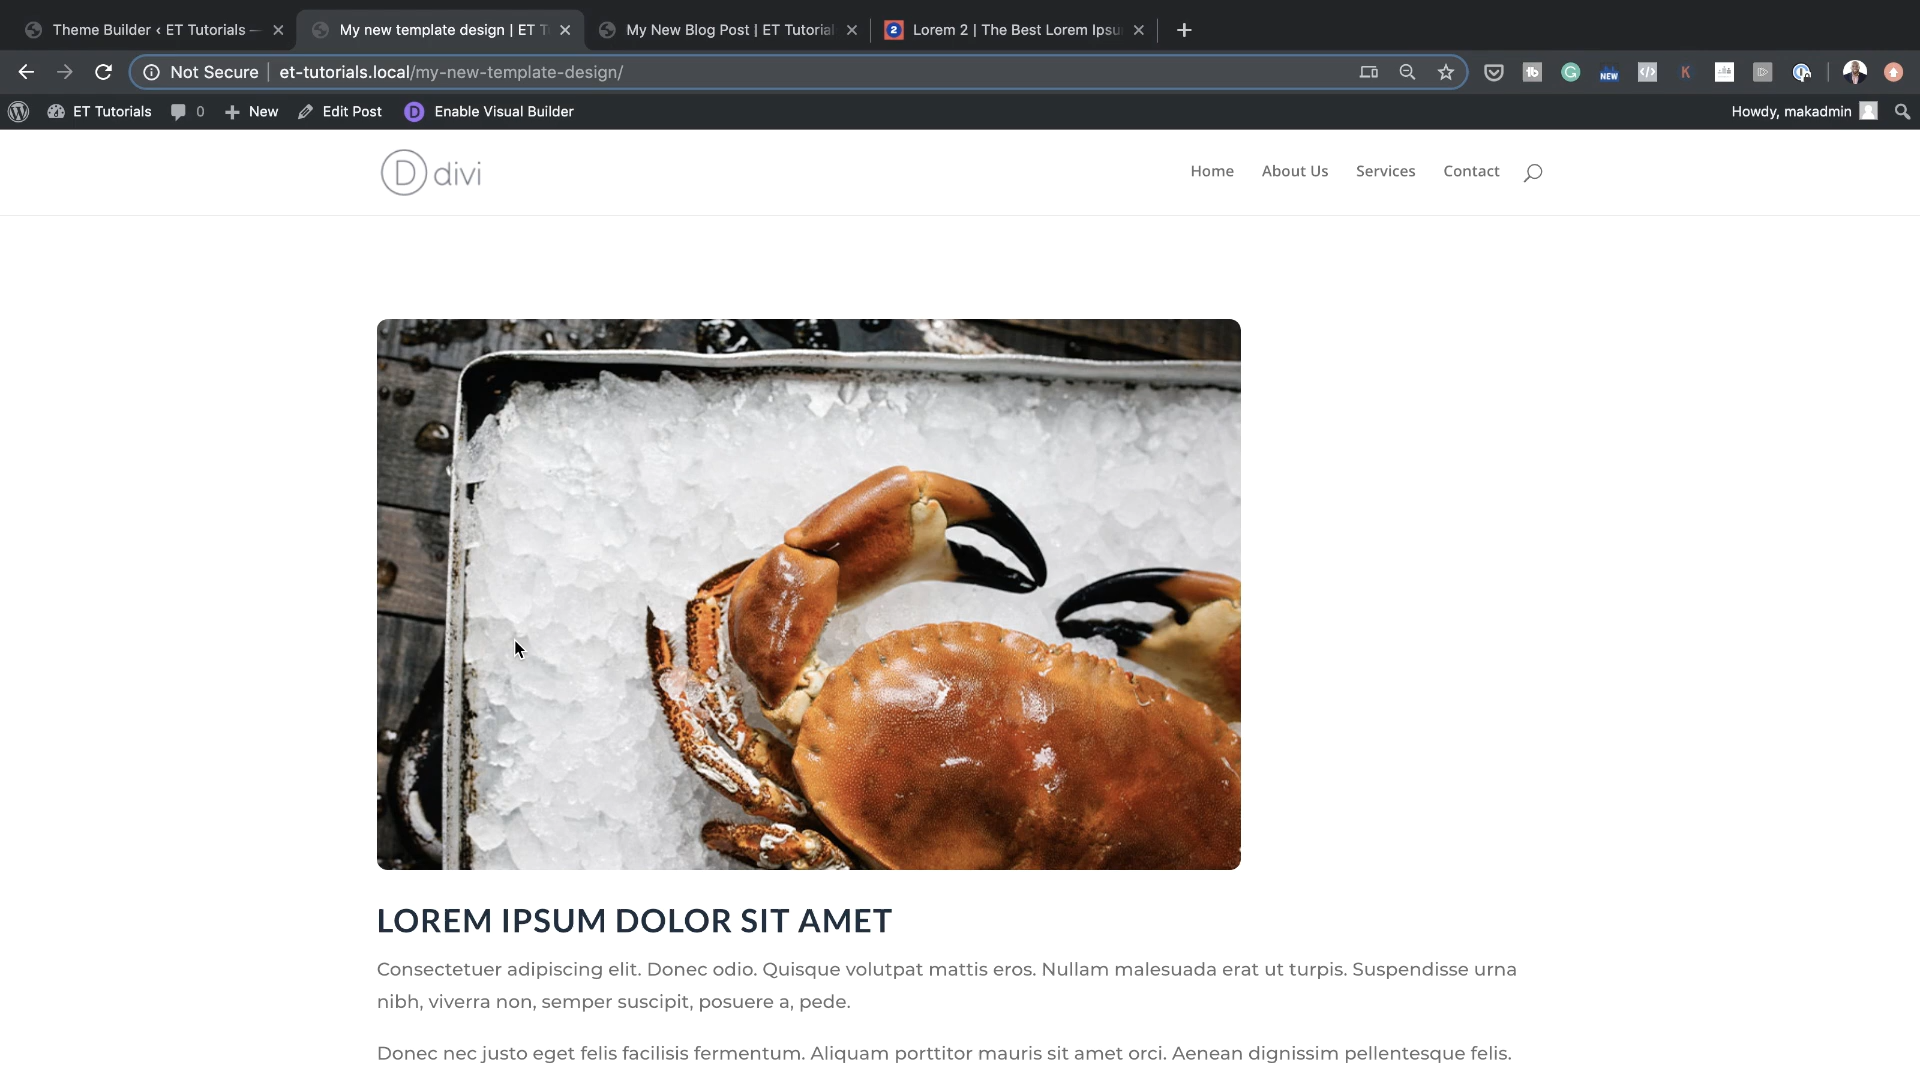 Theme Builder ‹ ET Tutorials —
My new template design | ET T
My New Blog Post | ET Tutorial
2
Lorem 2 | The Best Lorem Ipsu
Not Secure
et-tutorials.local/my-new-template-design/
NEW
K
ET Tutorials
0
New
Edit Post
D
Enable Visual Builder
Howdy, makadmin
D divi
Home
About Us
Services
Contact
LOREM IPSUM DOLOR SIT AMET
Consectetuer adipiscing elit. Donec odio. Quisque volutpat mattis eros. Nullam malesuada erat ut turpis. Suspendisse urna
nibh, viverra non, semper suscipit, posuere a, pede.
Donec nec justo eget felis facilisis fermentum. Aliquam porttitor mauris sit amet orci. Aenean dignissim pellentesque felis.